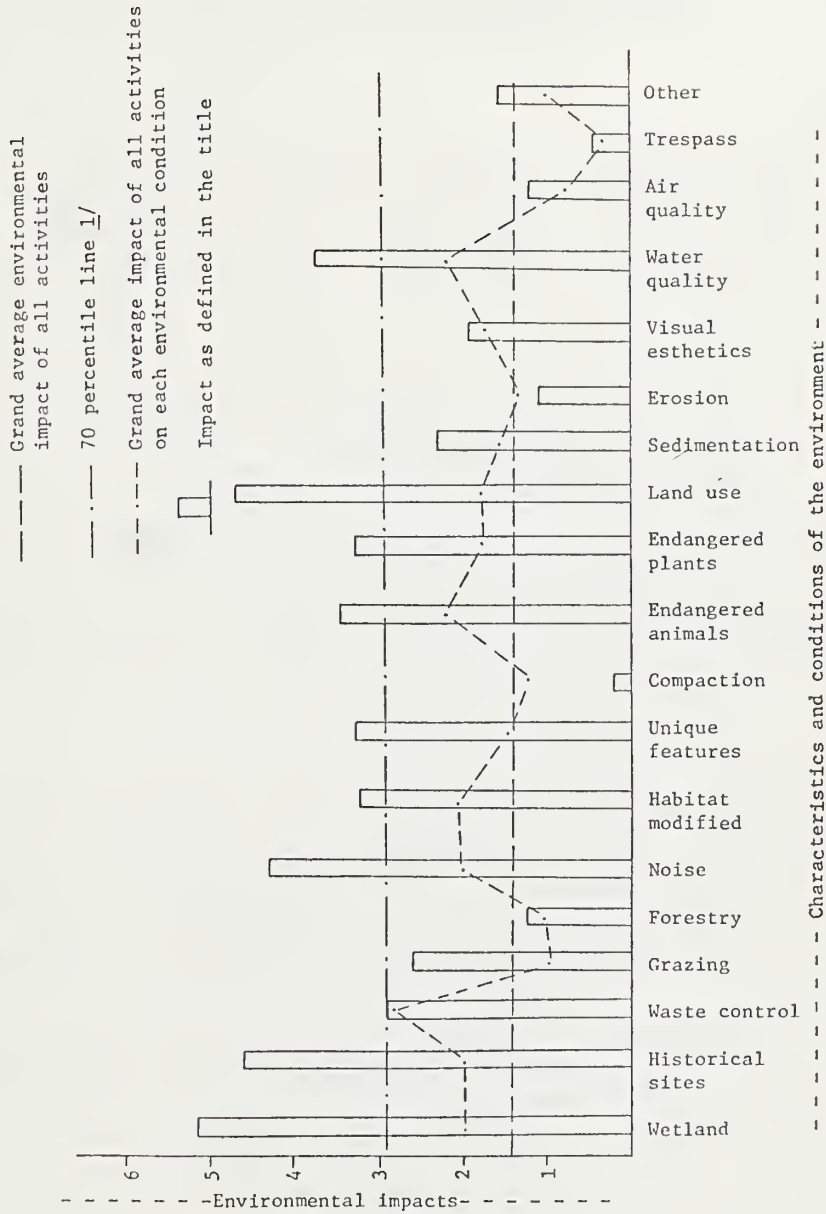 Grand average environmental
impact of all activities
70 percentile line 1/
Grand average impact of all activities
on each environmental condition
Impact as defined in the title
6
5
4
3
2
1
- - - - - - -Environmental impacts- - - - - - -
Wetland
Historical
sites
Waste control
Grazing
Forestry
Noise
Habitat
modified
Unique
features
Compaction
Endangered
animals
Endangered
plants
Land use
Sedimentation
Erosion
Visual
esthetics
Water
quality
Air
quality
Trespass
Other
- - - - - - - Characteristics and conditions of the environment - - - - - - -